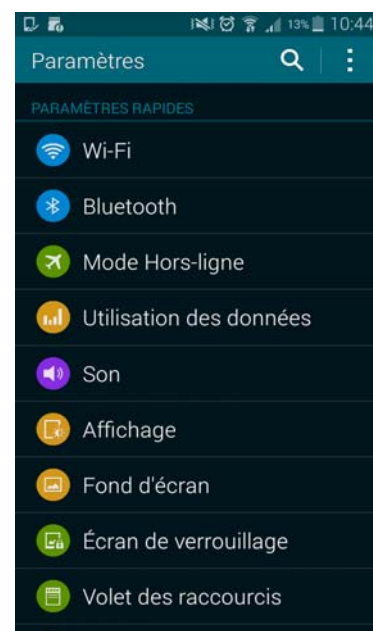 13% 10:44
Paramètres
PARAMÈTRES RAPIDES
Wi-Fi
Bluetooth
Mode Hors-ligne
Utilisation des données
Son
Affichage
Fond d'écran
Écran de verrouillage
Volet des raccourcis